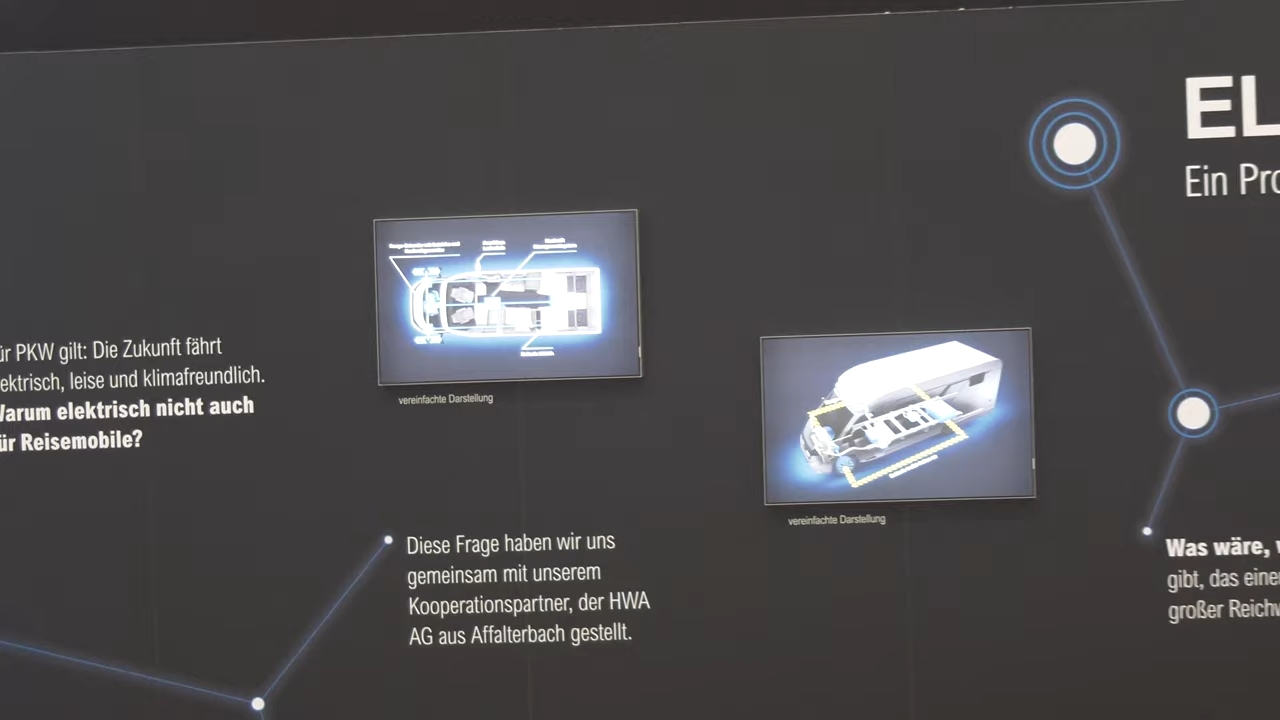 ür PKW gilt: Die Zukunft fährt
ektrisch, leise und klimafreundlich.
Warum elektrisch nicht auch
ür Reisemobile?
vereinfachte Darstellung
Diese Frage haben wir uns
gemeinsam mit unserem
Kooperationspartner, der HWA
AG aus Affalterbach gestellt.
vereinfachte Darstellung
EL
Ein Pro
Was wäre,
gibt, das eine
großer Reichw